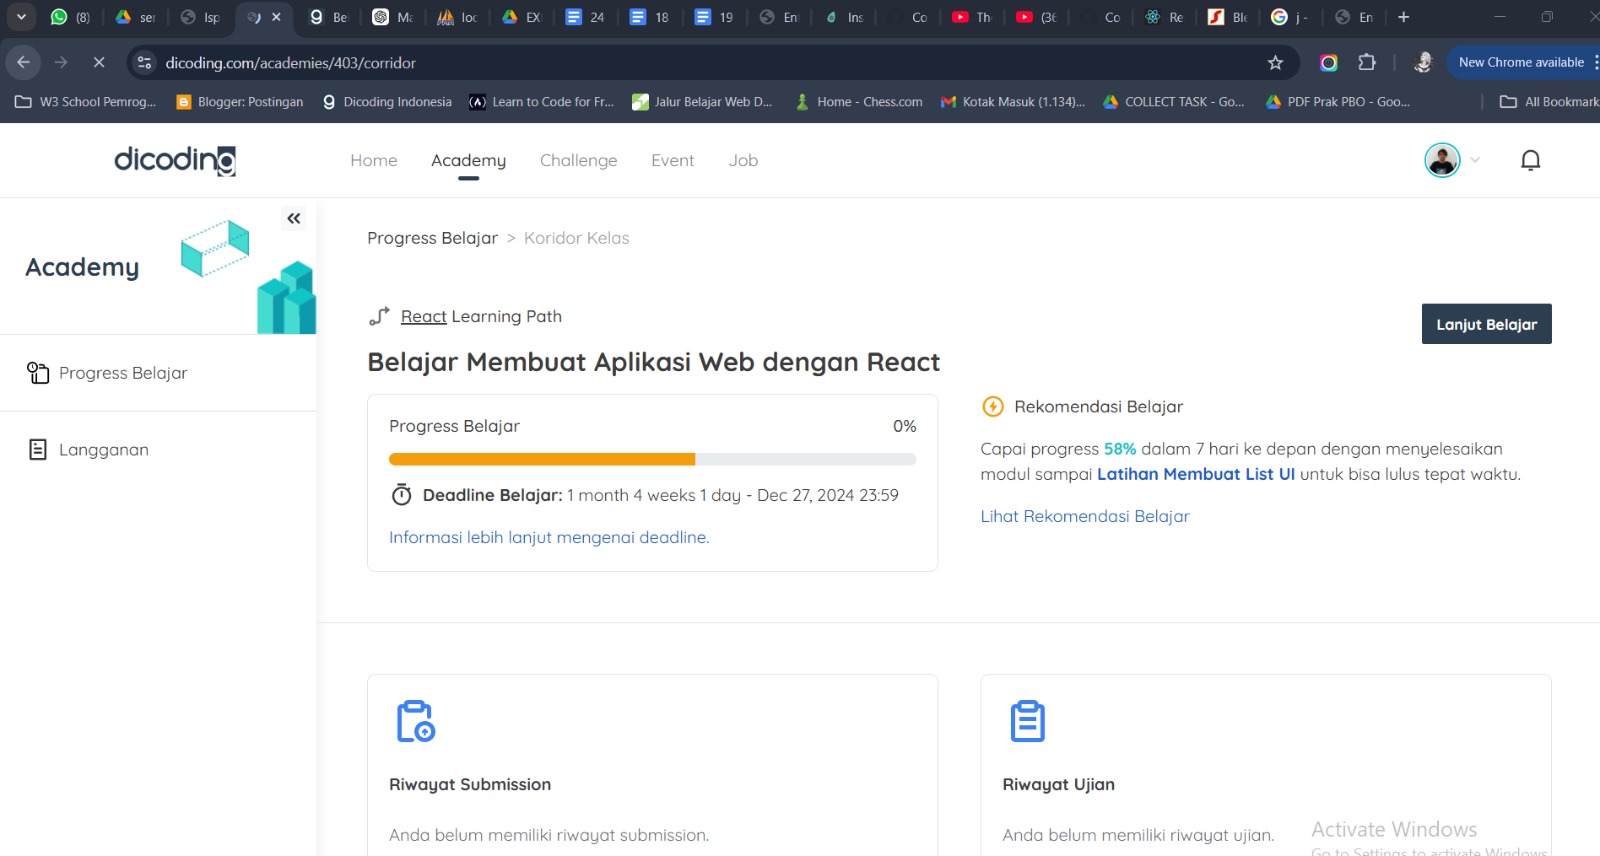 (8)
se
Isp
Be
Ma
loc
EX
24
18
19
En
Ins
Co
Th
(36
Co
Re
Ble
j -
En
dicoding.com/academies/403/corridor
New Chrome available
W3 School Pemrog...
Blogger: Postingan
Dicoding Indonesia
Learn to Code for Fr...
Jalur Belajar Web D...
Home - Chess.com
Kotak Masuk (1.134)...
COLLECT TASK - Go...
PDF Prak PBO - Goo...
All Bookmark
dicoding
Home
Academy
Challenge
Event
Job
Academy
Progress Belajar
Langganan
Progress Belajar > Koridor Kelas
React Learning Path
Lanjut Belajar
Belajar Membuat Aplikasi Web dengan React
Progress Belajar 0%
Deadline Belajar: 1 month 4 weeks 1 day - Dec 27, 2024 23:59
Informasi lebih lanjut mengenai deadline.
Rekomendasi Belajar
Capai progress 58% dalam 7 hari ke depan dengan menyelesaikan
modul sampai Latihan Membuat List UI untuk bisa lulus tepat waktu.
Lihat Rekomendasi Belajar
Riwayat Submission
Anda belum memiliki riwayat submission.
Riwayat Ujian
Anda belum memiliki riwayat ujian.
Activate Windows
Go to Settings to activate Windows